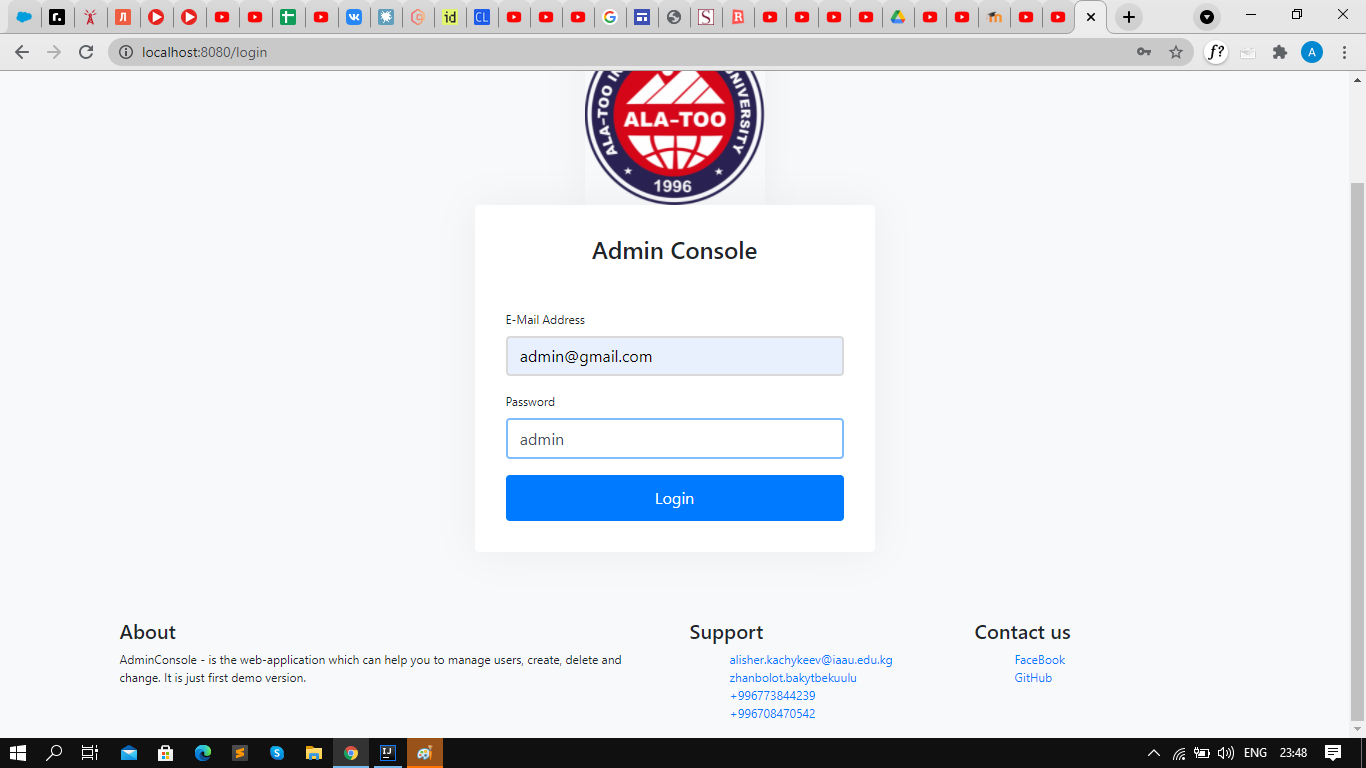 localhost:8080/login
A
ALA-TOO IN UNIVERSITY
ALA-TOO
1996
Admin Console
E-Mail Address
admin@gmail.com
Password
admin
Login
About
AdminConsole - is the web-application which can help you to manage users, create, delete and
change. It is just first demo version.
Support
alisher.kachykeev@iaau.edu.kg
zhanbolot.bakytbekuulu
+996773844239
+996708470542
Contact us
FaceBook
GitHub
ENG
23:48